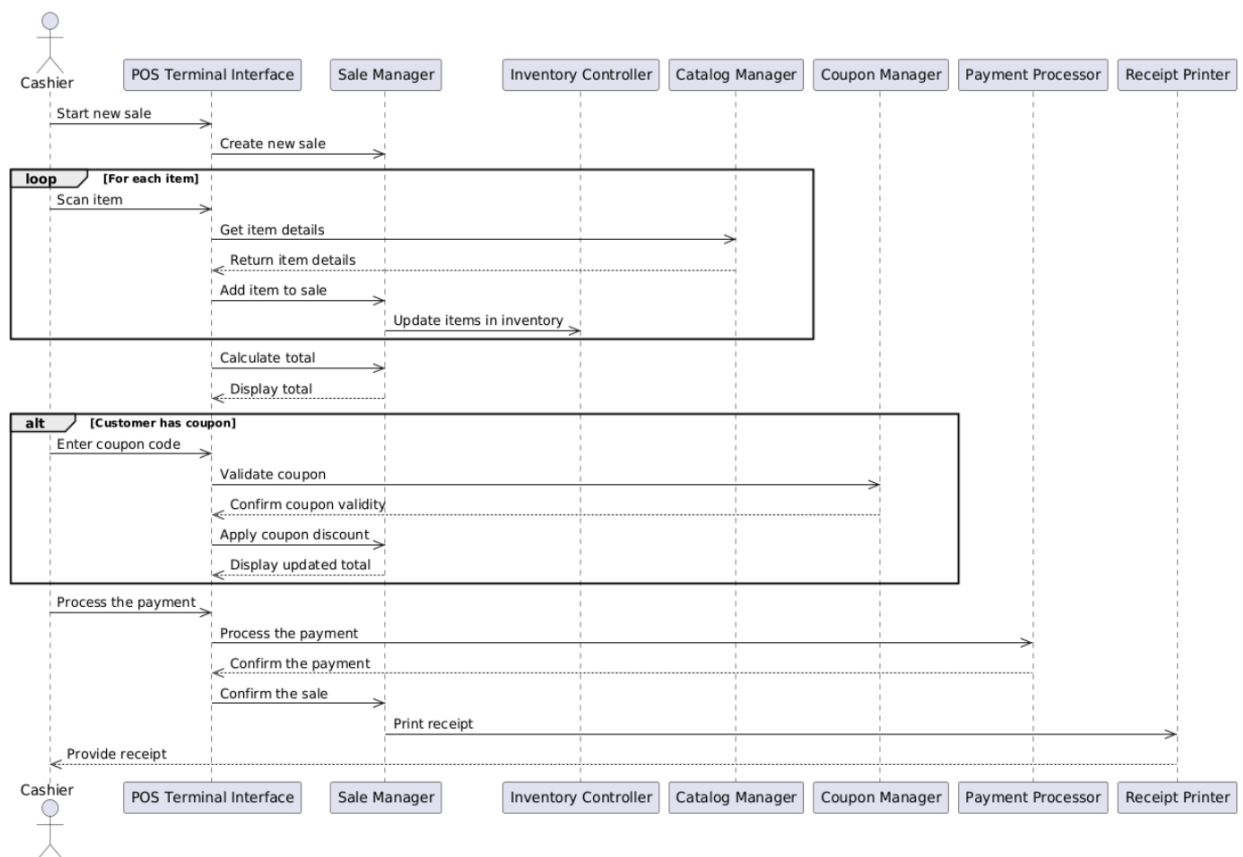 Cashier
POS Terminal Interface
Sale Manager
Inventory Controller
Catalog Manager
Coupon Manager
Payment Processor
Receipt Printer
Start new sale
Create new sale
loop
[For each item]
Scan item
Get item details
Return item details
Add item to sale
Update items in inventory
Calculate total
Display total
alt
[Customer has coupon]
Enter coupon code
Validate coupon
Confirm coupon validity
Apply coupon discount
Display updated total
Process the payment
Process the payment
Confirm the payment
Confirm the sale
Print receipt
Provide receipt
Cashier
POS Terminal Interface
Sale Manager
Inventory Controller
Catalog Manager
Coupon Manager
Payment Processor
Receipt Printer